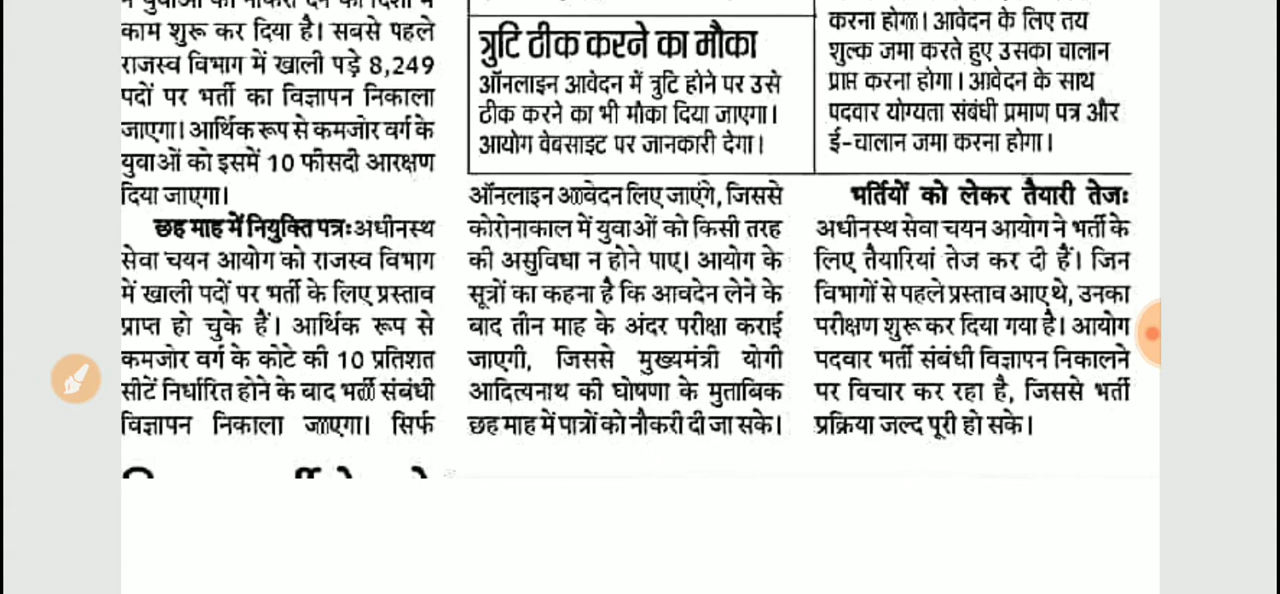 काम शुरू कर दिया है। सबसे पहले
राजस्व विभाग में खाली पड़े 8,249
पदों पर भर्ती का विज्ञापन निकाला
जाएगा। आर्थिक रूप से कमजोर वर्ग के
युवाओं को इसमें 10 फीसदी आरक्षण
दिया जाएगा।
छह माह में नियुक्ति पत्रः अधीनस्थ
सेवा चयन आयोग को राजस्व विभाग
में खाली पदों पर भर्ती के लिए प्रस्ताव
प्राप्त हो चुके हैं। आर्थिक रूप से
कमजोर वर्ग के कोटे की 10 प्रतिशत
सीटें निर्धारित होने के बाद भर्ती संबंधी
विज्ञापन निकाला जाएगा। सिर्फ
त्रुटि ठीक करने का मौका
ऑनलाइन आवेदन में त्रुटि होने पर उसे
ठीक करने का भी मौका दिया जाएगा।
आयोग वेबसाइट पर जानकारी देगा।
ऑनलाइन आवेदन लिए जाएंगे, जिससे
कोरोनाकाल में युवाओं को किसी तरह
की असुविधा न होने पाए। आयोग के
सूत्रों का कहना है कि आवदेन लेने के
बाद तीन माह के अंदर परीक्षा कराई
जाएगी, जिससे मुख्यमंत्री योगी
आदित्यनाथ की घोषणा के मुताबिक
छह माह में पात्रों को नौकरी दी जा सके।
करना होगा। आवेदन के लिए तय
शुल्क जमा करते हुए उसका चालान
प्राप्त करना होगा। आवेदन के साथ
पदवार योग्यता संबंधी प्रमाण पत्र और
ई-चालान जमा करना होगा।
भर्तियों को लेकर तैयारी तेजः
अधीनस्थ सेवा चयन आयोग ने भर्ती के
लिए तैयारियां तेज कर दी हैं। जिन
विभागों से पहले प्रस्ताव आए थे, उनका
परीक्षण शुरू कर दिया गया है। आयोग
पदवार भर्ती संबंधी विज्ञापन निकालने
पर विचार कर रहा है, जिससे भर्ती
प्रक्रिया जल्द पूरी हो सके।